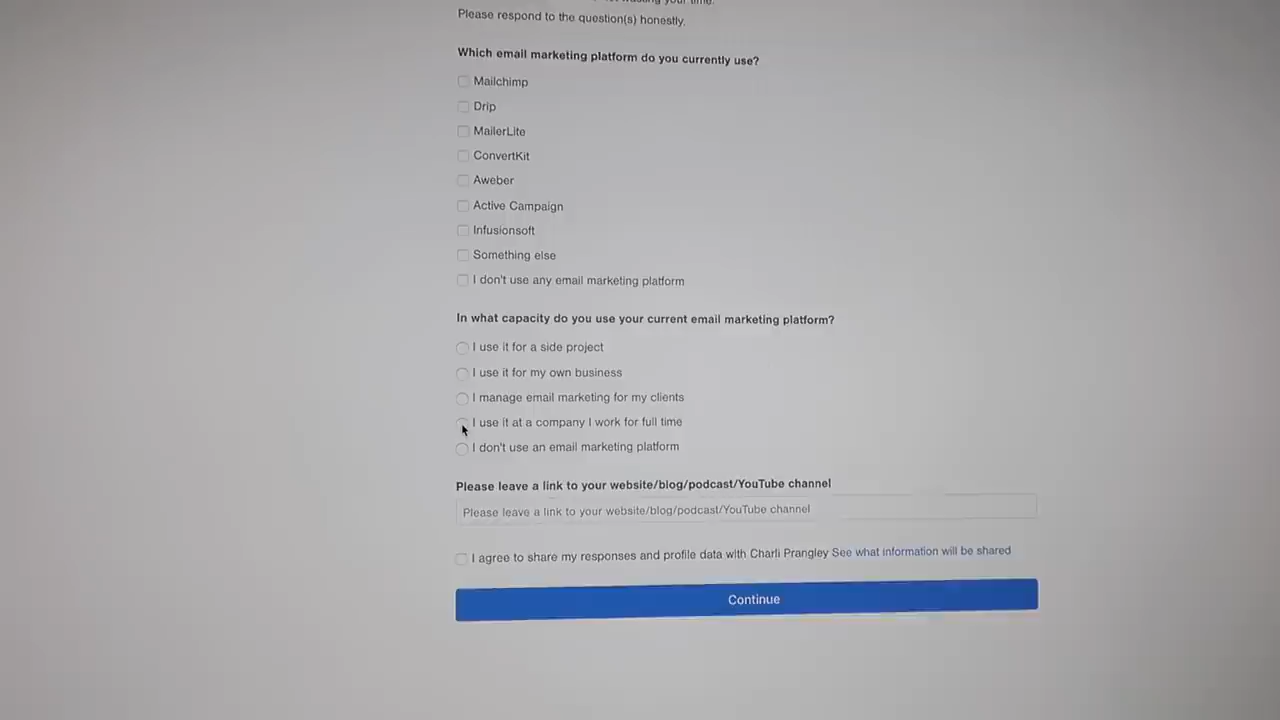 your time.
Please respond to the question(s) honestly.
Which email marketing platform do you currently use?
Mailchimp
Drip
MailerLite
ConvertKit
Aweber
Active Campaign
Infusionsoft
Something else
I don't use any email marketing platform
In what capacity do you use your current email marketing platform?
I use it for a side project
I use it for my own business
I manage email marketing for my clients
I use it at a company I work for full time
I don't use an email marketing platform
Please leave a link to your website/blog/podcast/YouTube channel
Please leave a link to your website/blog/podcast/YouTube channel
I agree to share my responses and profile data with Charli Prangley See what information will be shared
Continue